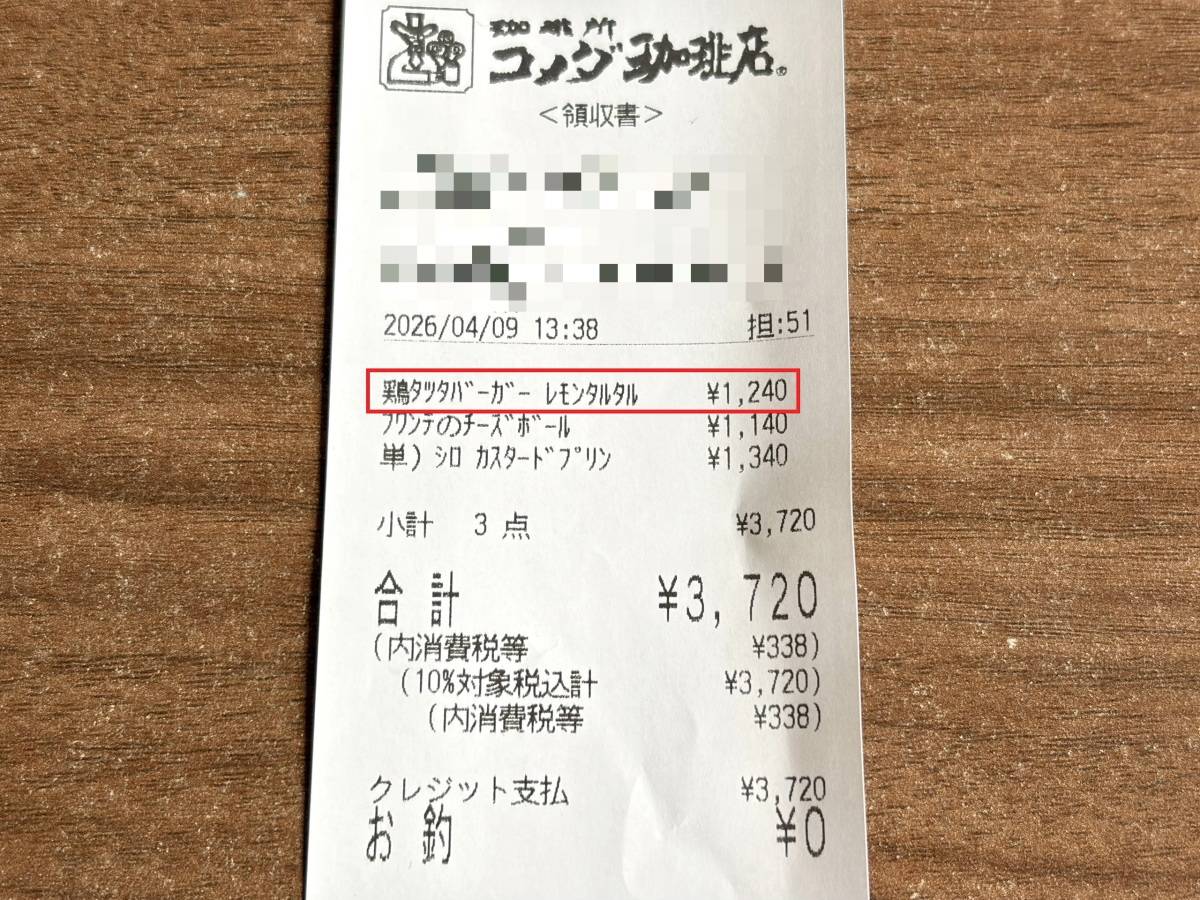 珈琲所
コメダ珈琲店®
＜領収書＞
2026/04/09 13:38 担:51
鶏ﾀﾂﾀﾊﾞｰｶﾞｰ ﾚﾓﾝﾀﾙﾀﾙ ¥1,240
ﾌﾜﾝﾃのﾁｰｽﾞﾎﾞｰﾙ ¥1,140
単) ｼﾛ ｶｽﾀｰﾄﾞﾌﾟﾘﾝ ¥1,340
小計 3 点 ¥3,720
合計 ¥3,720
(内消費税等 ¥338)
(10%対象税込計 ¥3,720)
(内消費税等 ¥338)
クレジット支払 ¥3,720
お釣 ¥0